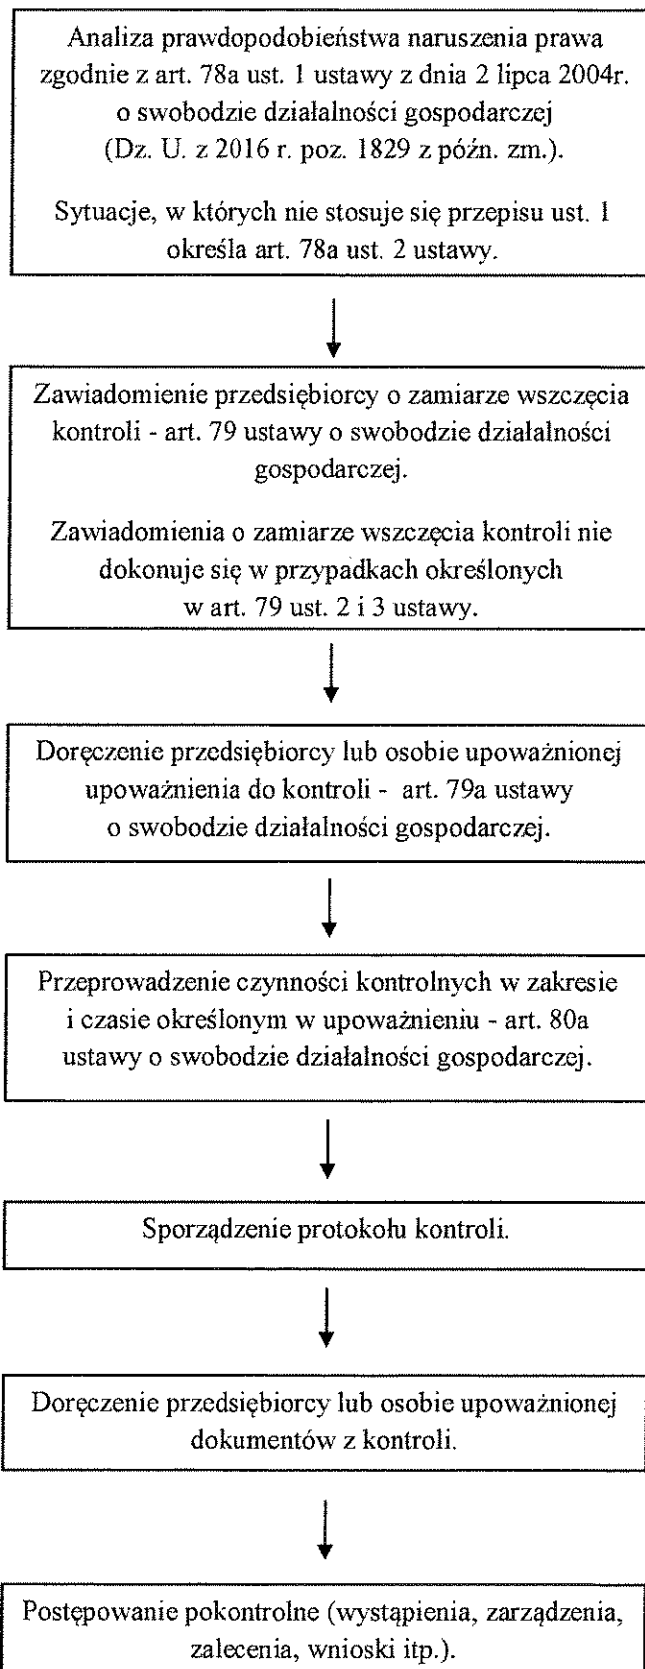 Analiza prawdopodobieństwa naruszenia prawa
zgodnie z art. 78a ust. 1 ustawy z dnia 2 lipca 2004r.
o swobodzie działalności gospodarczej
(Dz. U. z 2016 r. poz. 1829 z późn. zm.).
Sytuacje, w których nie stosuje się przepisu ust. 1
określa art. 78a ust. 2 ustawy.
Zawiadomienie przedsiębiorcy o zamiarze wszczęcia
kontroli - art. 79 ustawy o swobodzie działalności
gospodarczej.
Zawiadomienia o zamiarze wszczęcia kontroli nie
dokonuje się w przypadkach określonych
w art. 79 ust. 2 i 3 ustawy.
Doręczenie przedsiębiorcy lub osobie upoważnionej
upoważnienia do kontroli - art. 79a ustawy
o swobodzie działalności gospodarczej.
Przeprowadzenie czynności kontrolnych w zakresie
i czasie określonym w upoważnieniu - art. 80a
ustawy o swobodzie działalności gospodarczej.
Sporządzenie protokołu kontroli.
Doręczenie przedsiębiorcy lub osobie upoważnionej
dokumentów z kontroli.
Postępowanie pokontrolne (wystąpienia, zarządzenia,
zalecenia, wnioski itp.).